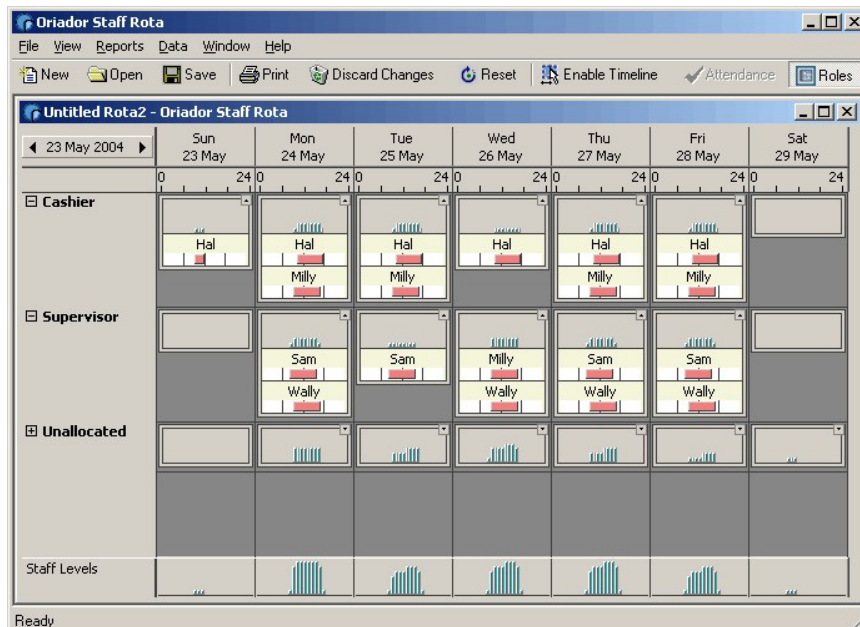 Oriador Staff Rota
File View Reports Data Window Help
New Open Save Print Discard Changes Reset Enable Timeline Attendance Roles
Untitled Rota2 - Oriador Staff Rota
23 May 2004 Sun Mon Tue Wed Thu Fri Sat
23 May 24 May 25 May 26 May 27 May 28 May 29 May
0 24 0 24 0 24 0 24 0 24 0 24 0 24
Cashier
Hal Hal Hal Hal Hal Hal
Milly Milly Milly Milly
Supervisor
Sam Sam Milly Sam Sam
Wally Wally Wally Wally
Unallocated
Staff Levels
Ready